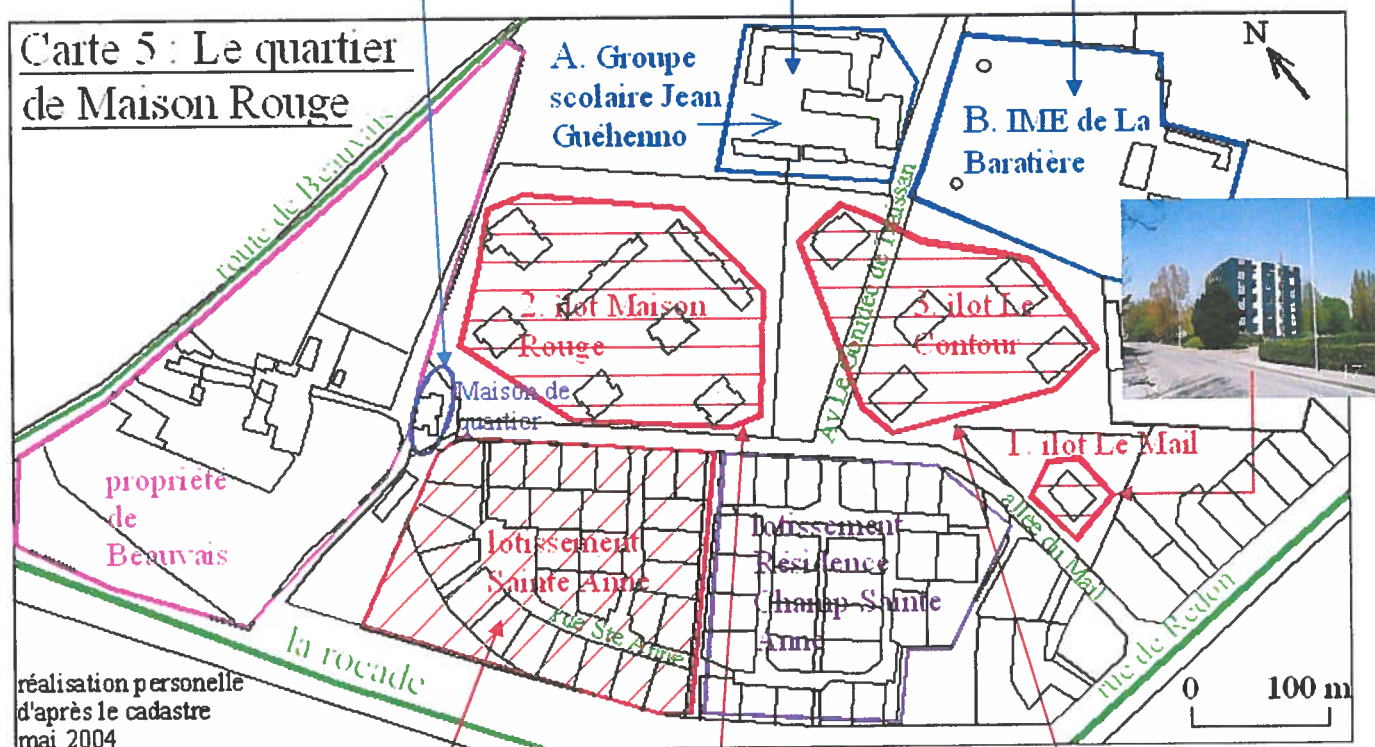 Carte 5 : Le quartier
de Maison Rouge
A. Groupe
scolaire Jean
Guéhenno
B. IME de La
Baratière
N
route de Beauvais
2. ilot Maison
Rouge
3. ilot Le
Contour
Maison de
quartier
1. ilot Le Mail
propriété
de
Beauvais
lotissement
Sainte Anne
rue Ste Anne
lotissement
Résidence
Champ Sainte
Anne
allée du Mail
rue de Redon
la rocade
réalisation personelle
d'après le cadastre
mai 2004
0 100 m